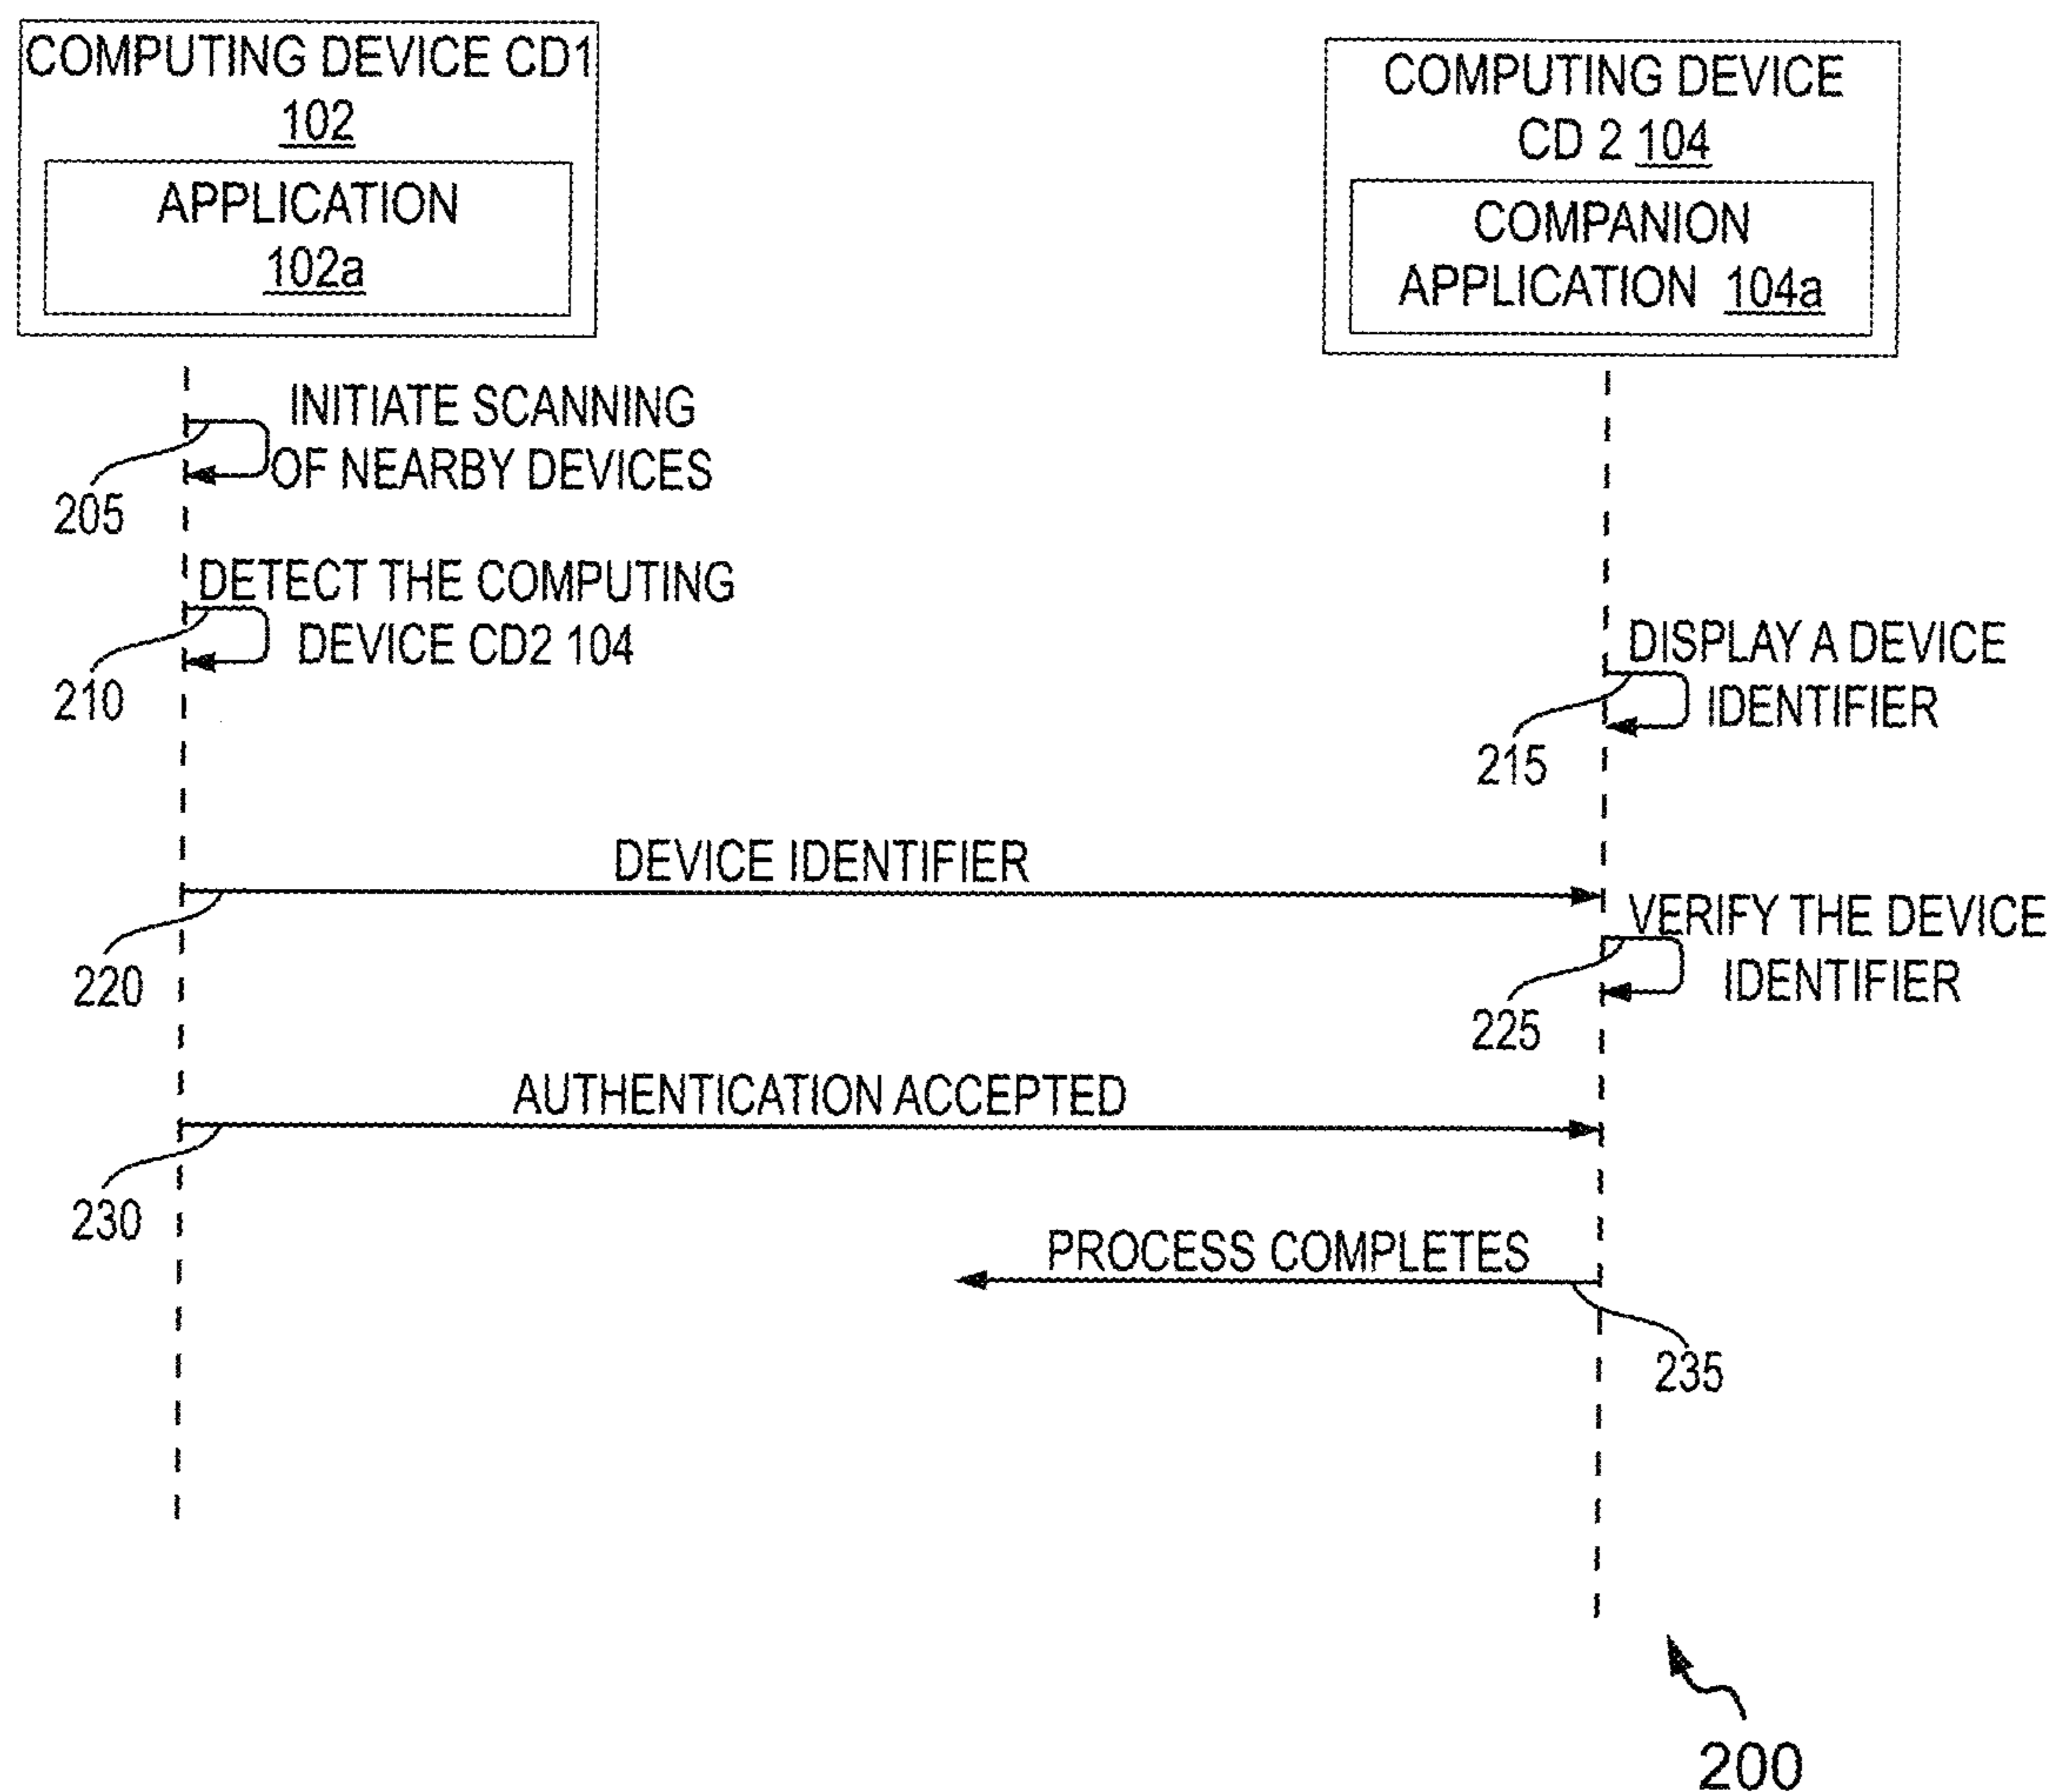 COMPUTING DEVICE CD1
102
APPLICATION
102a
COMPUTING DEVICE
CD 2 104
COMPANION
APPLICATION 104a
INITIATE SCANNING
OF NEARBY DEVICES
205
DETECT THE COMPUTING
DEVICE CD2 104
210
DISPLAY A DEVICE
IDENTIFIER
215
DEVICE IDENTIFIER
220
VERIFY THE DEVICE
IDENTIFIER
225
AUTHENTICATION ACCEPTED
230
PROCESS COMPLETES
235
200